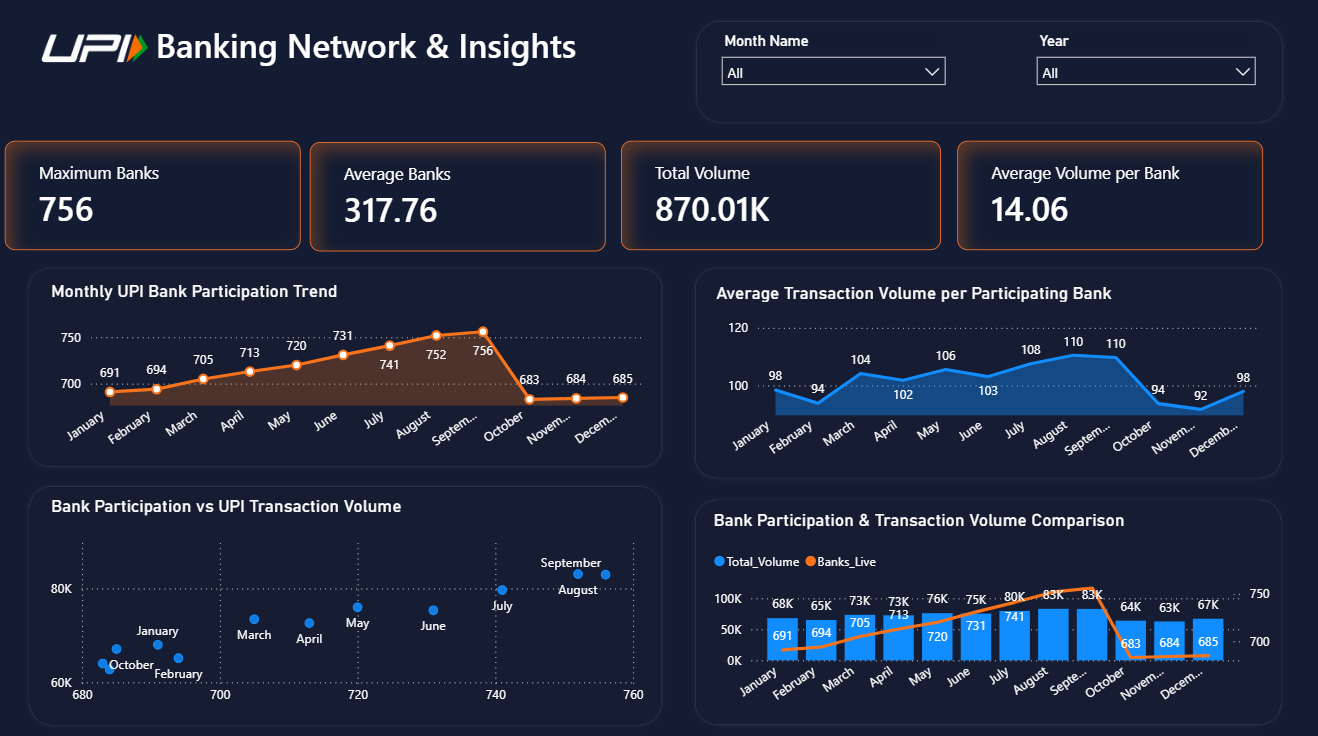 UPI Banking Network & Insights
Month Name
All
Year
All
Maximum Banks
756
Average Banks
317.76
Total Volume
870.01K
Average Volume per Bank
14.06
Monthly UPI Bank Participation Trend
750
700
691
694
705
713
720
731
741
752
756
683
684
685
January
February
March
April
May
June
July
August
Septem...
October
Novem...
Decem...
Average Transaction Volume per Participating Bank
120
100
98
94
104
102
106
103
108
110
110
94
92
98
January
February
March
April
May
June
July
August
Septem...
October
Novem...
Decemb...
Bank Participation vs UPI Transaction Volume
80K
60K
September
August
July
June
May
April
March
January
October
February
680
700
720
740
760
Bank Participation & Transaction Volume Comparison
Total_Volume
Banks_Live
100K
50K
0K
750
700
68K
65K
73K
73K
76K
75K
80K
83K
83K
64K
63K
67K
691
694
705
713
720
731
741
683
684
685
January
February
March
April
May
June
July
August
Septe...
October
Novem...
Decem...